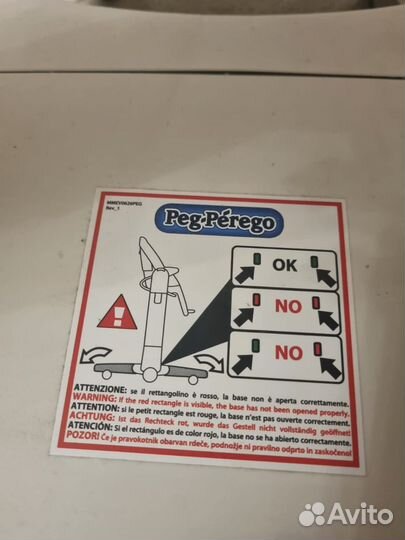 MMEV0626PEG
Rev_1
Peg-Pérego
OK
NO
NO
ATTENZIONE: se il rettangolino è rosso, la base non è aperta correttamente.
WARNING: If the red rectangle is visible, the base has not been opened properly.
ATTENTION: si le petit rectangle est rouge, la base n'est pas ouverte correctement.
ACHTUNG: Ist das Rechteck rot, wurde das Gestell nicht vollständig geöffnet!
ATENCIÓN: Si el rectángulo es de color rojo, la base no se ha abierto correctamente.
POZOR! Če je pravokotnik obarvan rdeče, podnožje ni pravilno odprto in zaskočeno!
Avito